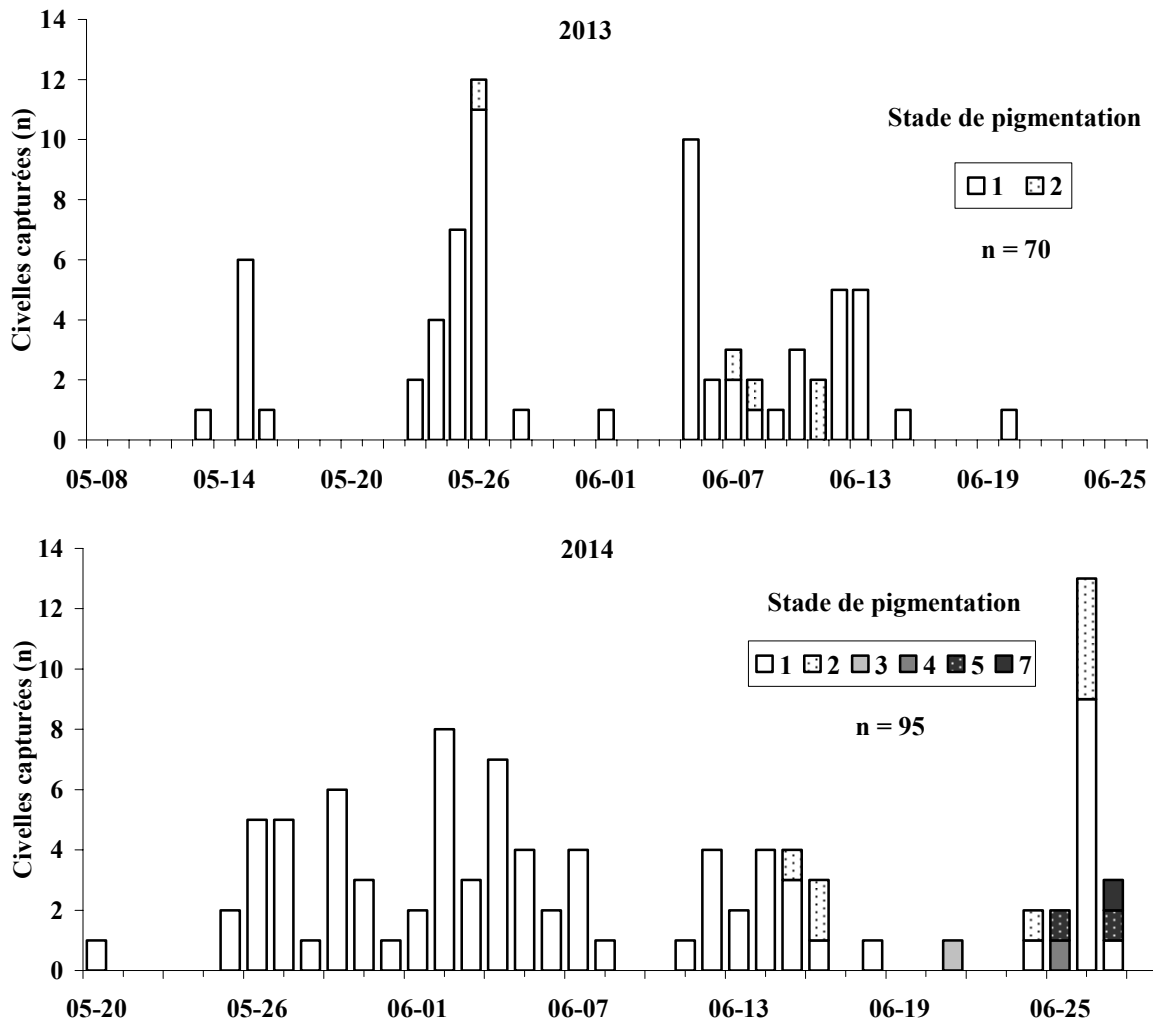 2013
14
12
10
8
6
4
2
0
Civelles capturées (n)
Stade de pigmentation
1 2
n = 70
05-08 05-14 05-20 05-26 06-01 06-07 06-13 06-19 06-25
2014
14
12
10
8
6
4
2
0
Civelles capturées (n)
Stade de pigmentation
1 2 3 4 5 7
n = 95
05-20 05-26 06-01 06-07 06-13 06-19 06-25